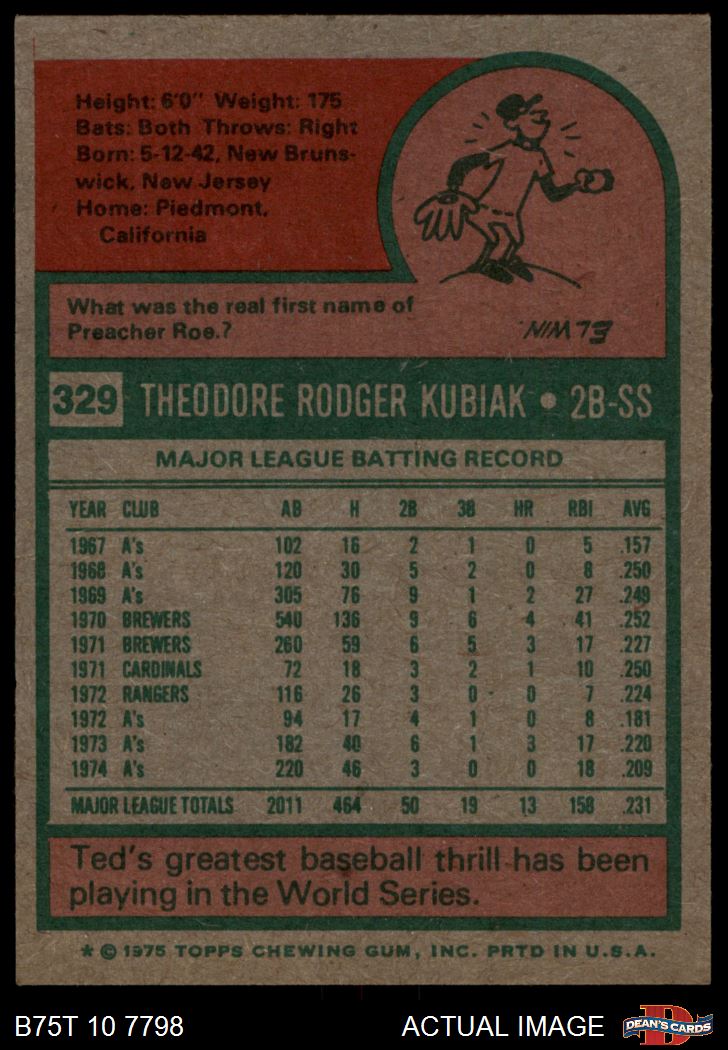 Height: 6'0" Weight: 175
Bats: Both Throws: Right
Born: 5-12-42, New Bruns-
wick, New Jersey
Home: Piedmont,
California
What was the real first name of
Preacher Roe.?
329 THEODORE RODGER KUBIAK • 2B-SS
MAJOR LEAGUE BATTING RECORD
YEAR CLUB AB H 2B 3B HR RBI AVG
1967 A's 102 16 2 1 0 5 .157
1968 A's 120 30 5 2 0 8 .250
1969 A's 305 76 9 1 2 27 .249
1970 BREWERS 540 136 9 6 4 41 .252
1971 BREWERS 260 59 6 5 3 17 .227
1971 CARDINALS 72 18 3 2 1 10 .250
1972 RANGERS 116 26 3 0 0 7 .224
1972 A's 94 17 4 1 0 8 .181
1973 A's 182 40 6 1 3 17 .220
1974 A's 220 46 3 0 0 18 .209
MAJOR LEAGUE TOTALS 2011 464 50 19 13 158 .231
Ted's greatest baseball thrill has been
playing in the World Series.
* © 1975 TOPPS CHEWING GUM, INC. PRTD IN U.S.A.
B75T 10 7798 ACTUAL IMAGE D DEAN'S CARDS